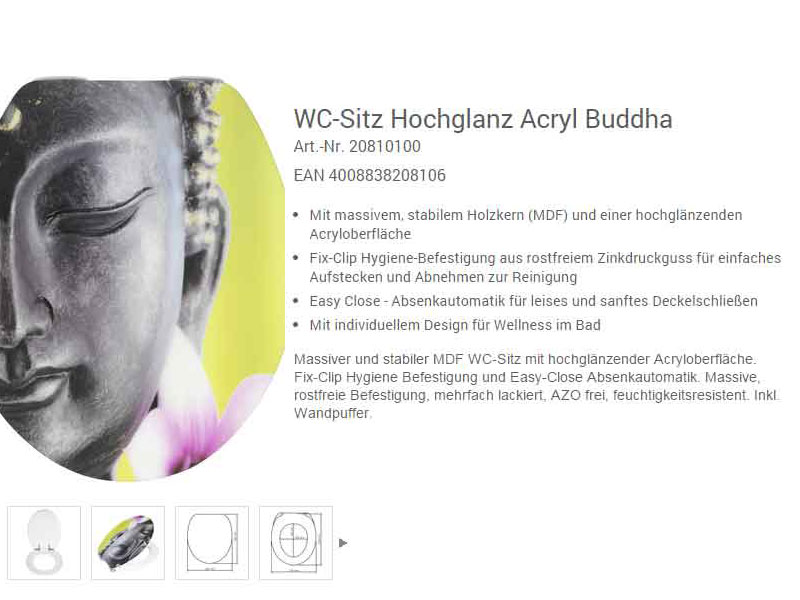 WC-Sitz Hochglanz Acryl Buddha
Art.-Nr. 20810100
EAN 4008838208106
Mit massivem, stabilem Holzkern (MDF) und einer hochglänzenden
Acryloberfläche
Fix-Clip Hygiene-Befestigung aus rostfreiem Zinkdruckguss für einfaches
Aufstecken und Abnehmen zur Reinigung
Easy Close - Absenkautomatik für leises und sanftes Deckelschließen
Mit individuellem Design für Wellness im Bad
Massiver und stabiler MDF WC-Sitz mit hochglänzender Acryloberfläche.
Fix-Clip Hygiene Befestigung und Easy-Close Absenkautomatik. Massive,
rostfreie Befestigung, mehrfach lackiert, AZO frei, feuchtigkeitsresistent. Inkl.
Wandpuffer.